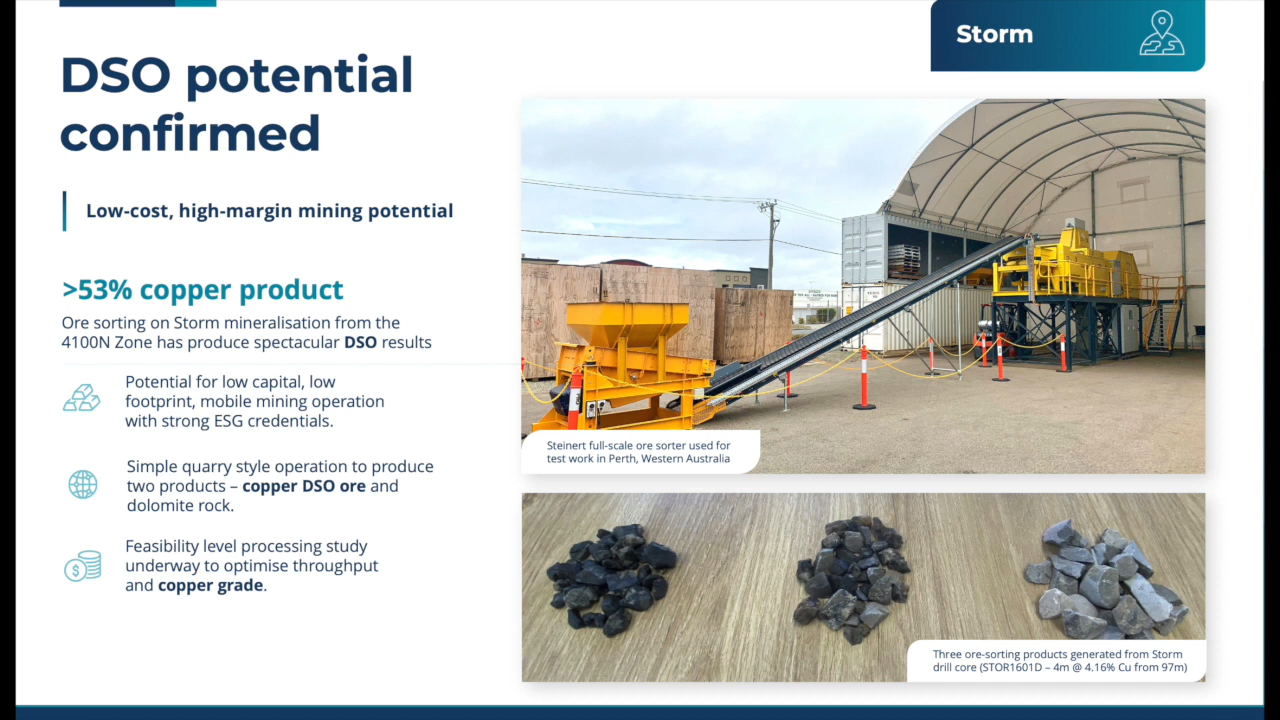 Storm
DSO potential
confirmed
Low-cost, high-margin mining potential
>53% copper product
Ore sorting on Storm mineralisation from the
4100N Zone has produce spectacular DSO results
Potential for low capital, low
footprint, mobile mining operation
with strong ESG credentials.
Simple quarry style operation to produce
two products – copper DSO ore and
dolomite rock.
Feasibility level processing study
underway to optimise throughput
and copper grade.
Steinert full-scale ore sorter used for
test work in Perth, Western Australia
Three ore-sorting products generated from Storm
drill core (STOR1601D – 4m @ 4.16% Cu from 97m)